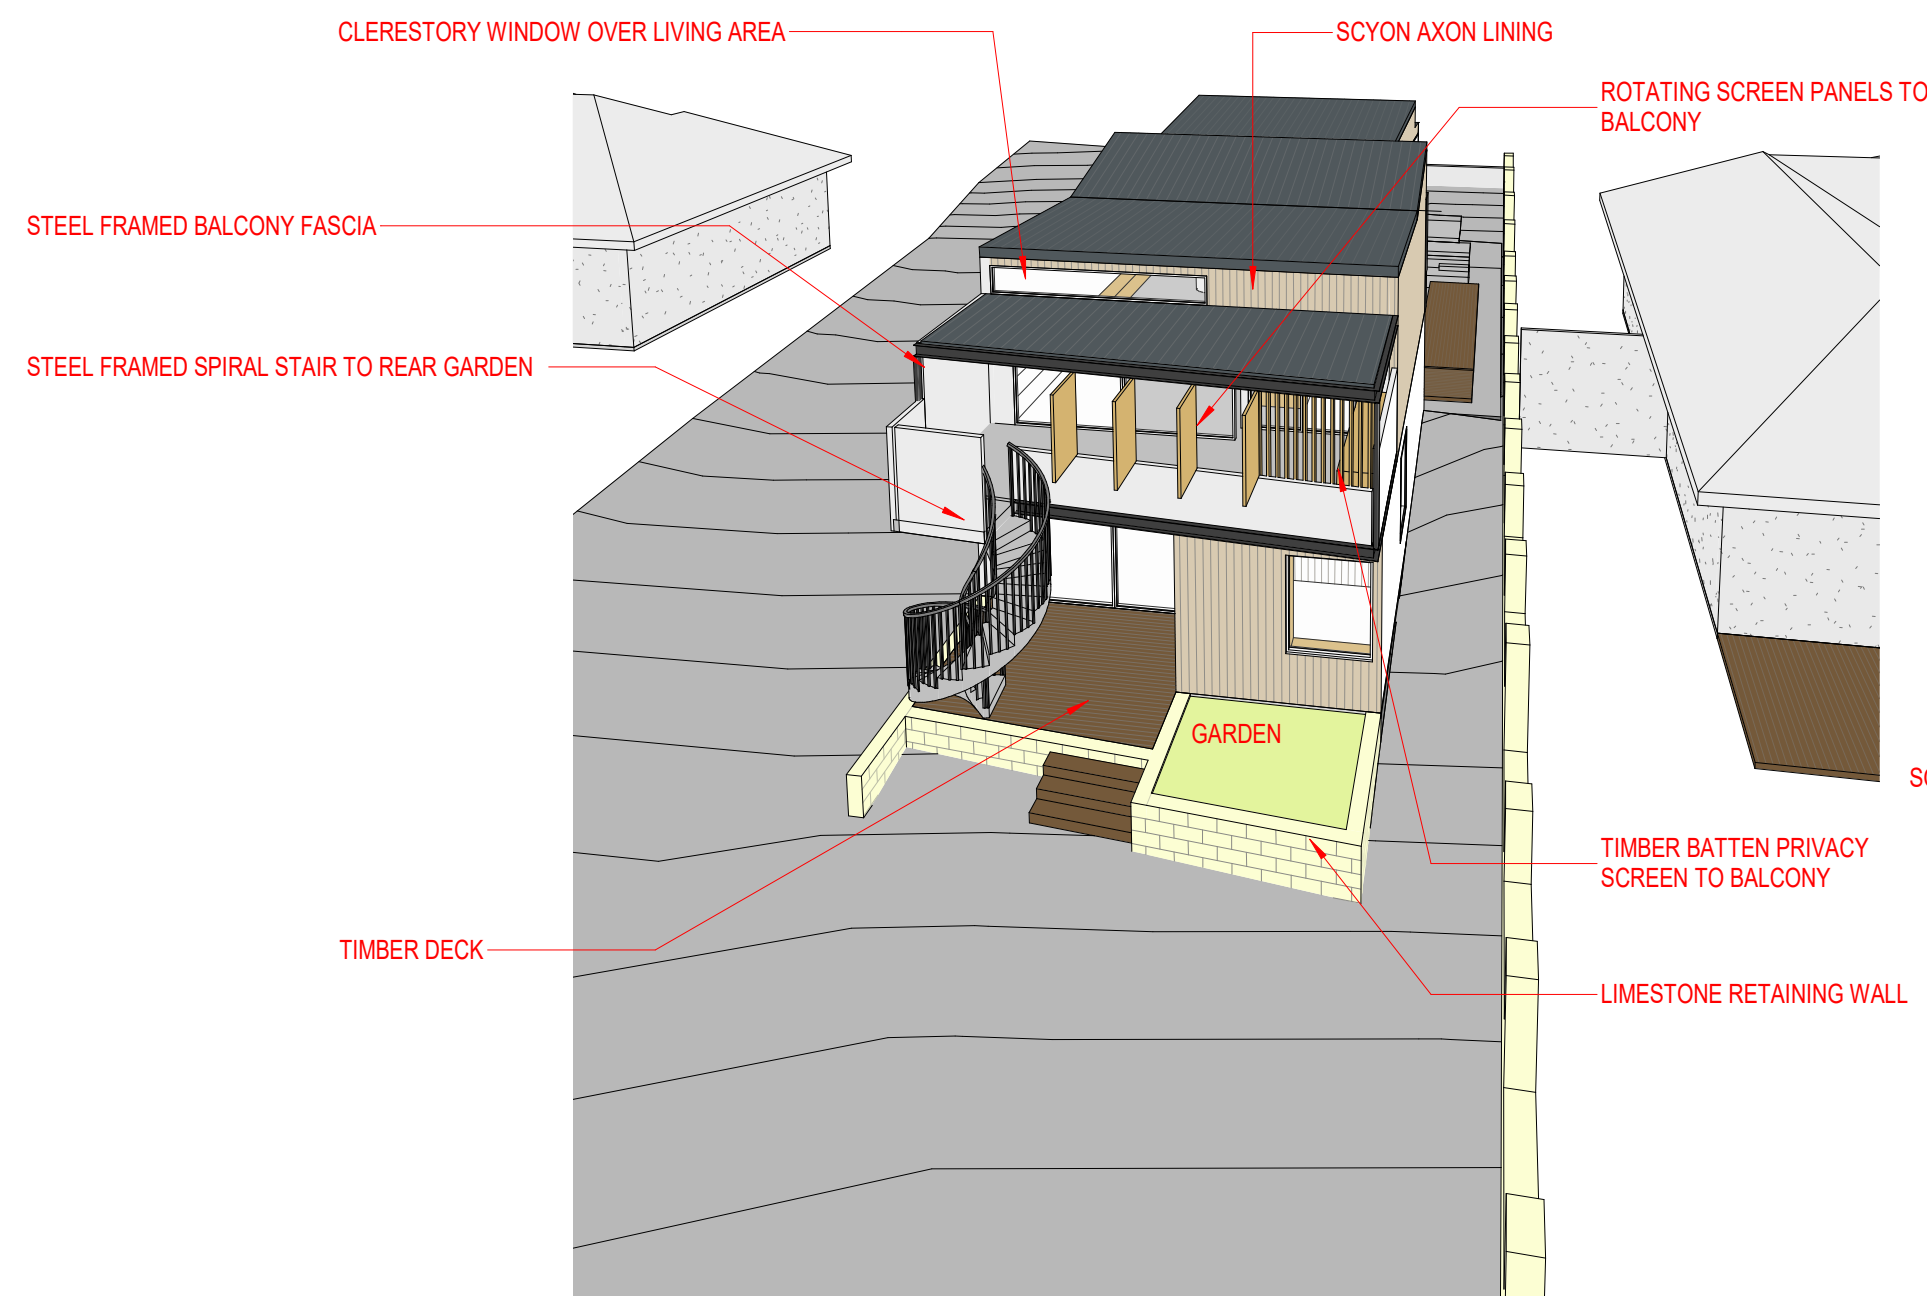 CLERESTORY WINDOW OVER LIVING AREA
SCYON AXON LINING
ROTATING SCREEN PANELS TO
BALCONY
STEEL FRAMED BALCONY FASCIA
STEEL FRAMED SPIRAL STAIR TO REAR GARDEN
GARDEN
TIMBER BATTEN PRIVACY
SCREEN TO BALCONY
TIMBER DECK
LIMESTONE RETAINING WALL